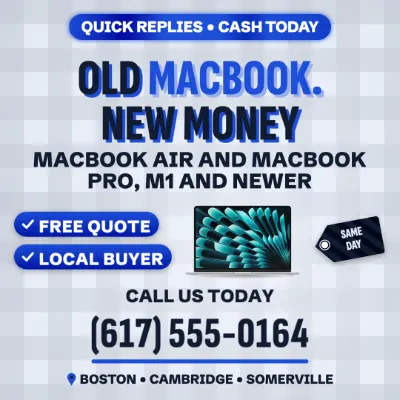 QUICK REPLIES • CASH TODAY
OLD MACBOOK.
NEW MONEY
MACBOOK AIR AND MACBOOK
PRO, M1 AND NEWER
FREE QUOTE
LOCAL BUYER
SAME
DAY
CALL US TODAY
(617) 555-0164
BOSTON • CAMBRIDGE • SOMERVILLE